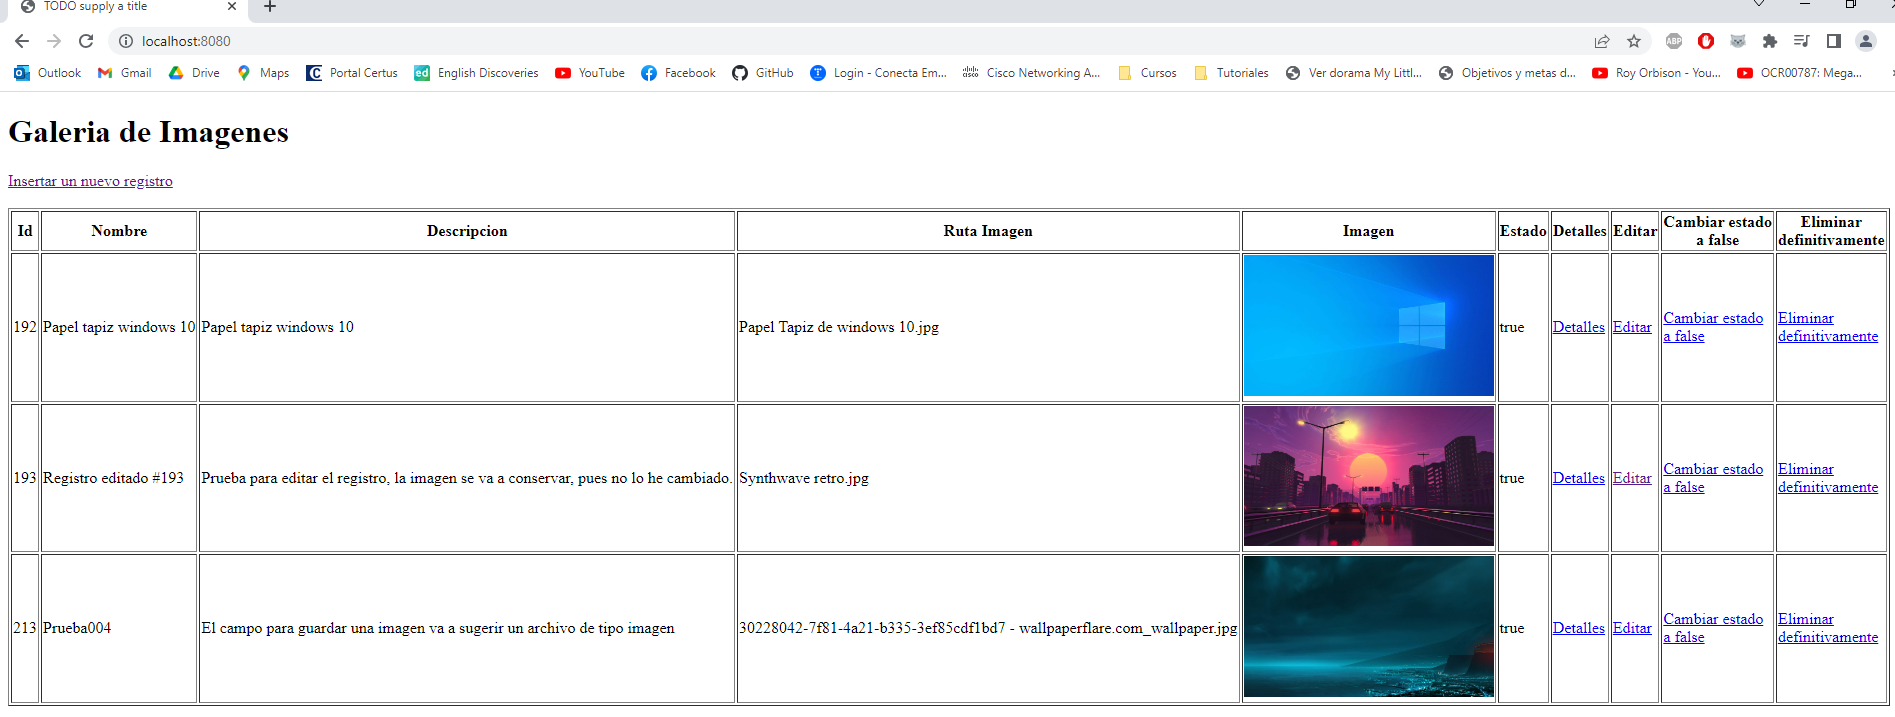 TODO supply a title
localhost:8080
Outlook Gmail Drive Maps Portal Certus English Discoveries YouTube Facebook GitHub Login - Conecta Em... Cisco Networking A... Cursos Tutoriales Ver dorama My Littl... Objetivos y metas d... Roy Orbison - You... OCR00787: Mega...
Galeria de Imagenes
Insertar un nuevo registro
Id Nombre Descripcion Ruta Imagen Imagen Estado Detalles Editar Cambiar estado a false Eliminar definitivamente
192 Papel tapiz windows 10 Papel tapiz windows 10 Papel Tapiz de windows 10.jpg true Detalles Editar Cambiar estado a false Eliminar definitivamente
193 Registro editado #193 Prueba para editar el registro, la imagen se va a conservar, pues no lo he cambiado. Synthwave retro.jpg true Detalles Editar Cambiar estado a false Eliminar definitivamente
213 Prueba004 El campo para guardar una imagen va a sugerir un archivo de tipo imagen 30228042-7f81-4a21-b335-3ef85cdf1bd7 - wallpaperflare.com_wallpaper.jpg true Detalles Editar Cambiar estado a false Eliminar definitivamente